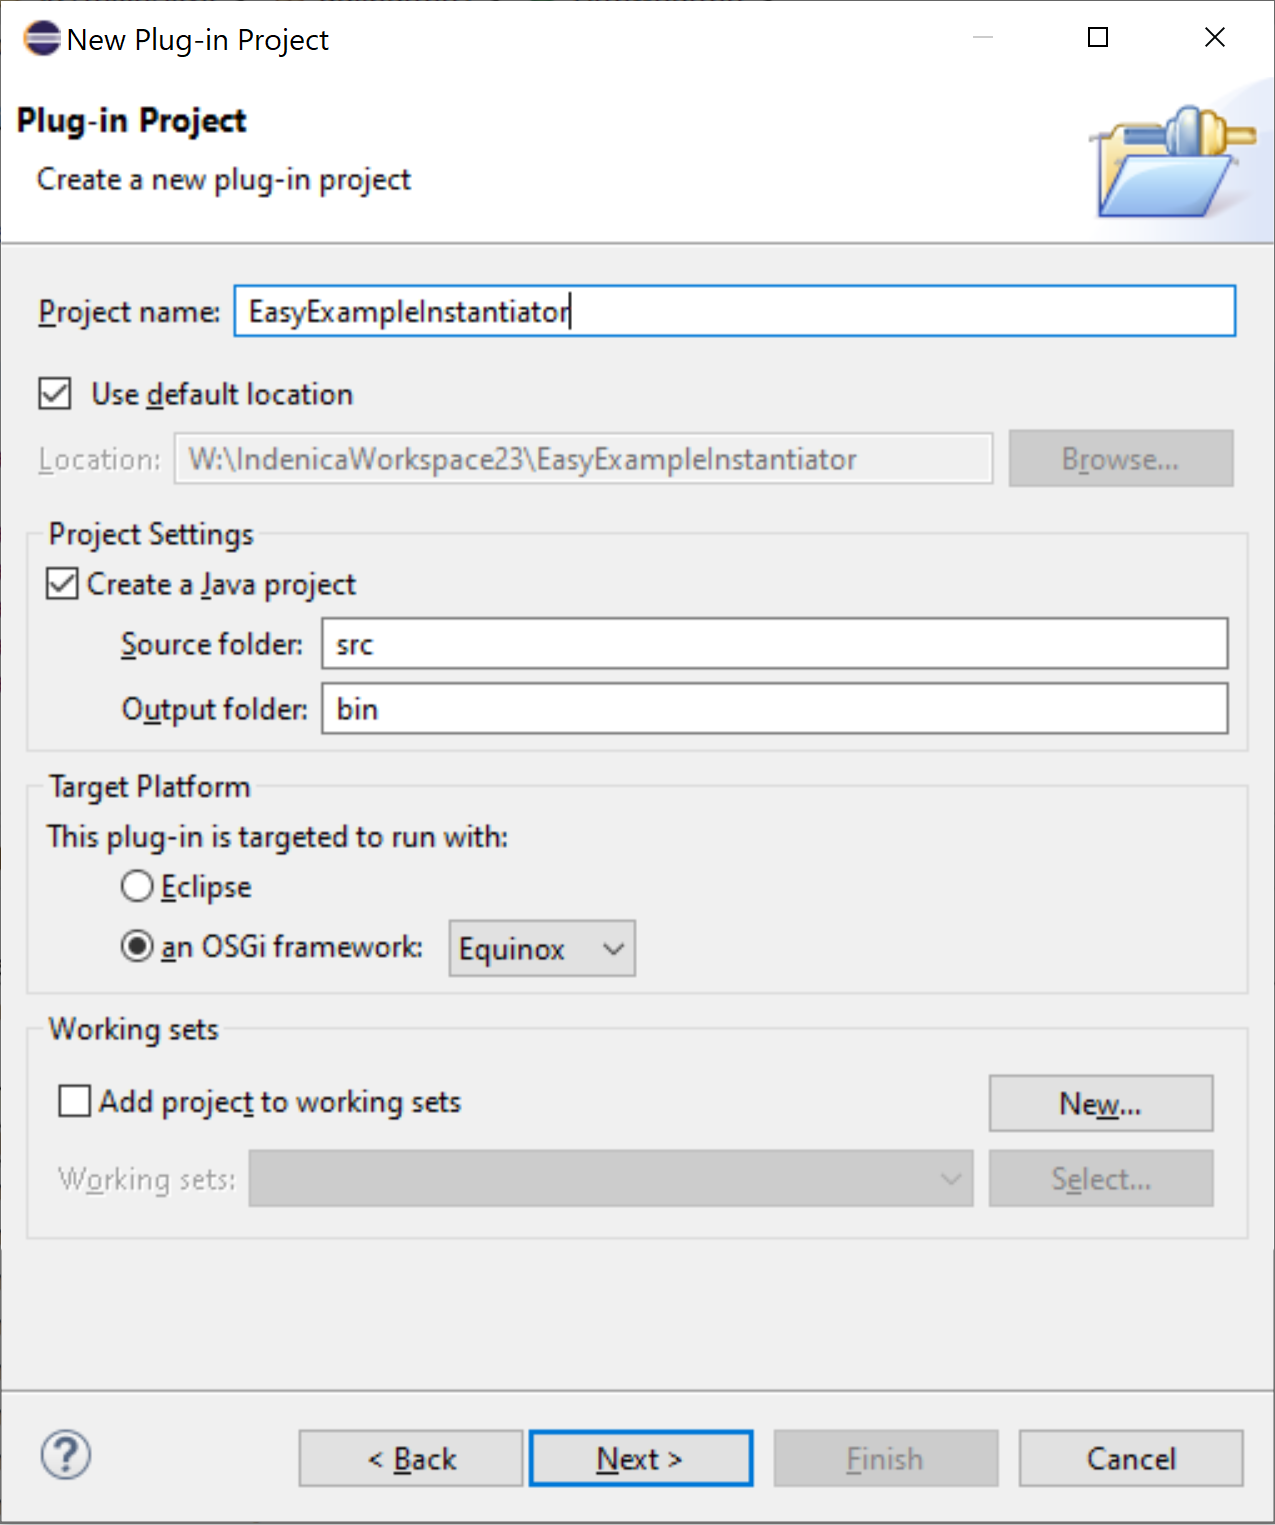 New Plug-in Project
Plug-in Project
Create a new plug-in project
Project name: EasyExampleInstantiator
Use default location
Location: W:\IndenicaWorkspace23\EasyExampleInstantiator Browse...
Project Settings
Create a Java project
Source folder: src
Output folder: bin
Target Platform
This plug-in is targeted to run with:
Eclipse
an OSGi framework: Equinox
Working sets
Add project to working sets New...
Working sets: Select...
? < Back Next > Finish Cancel